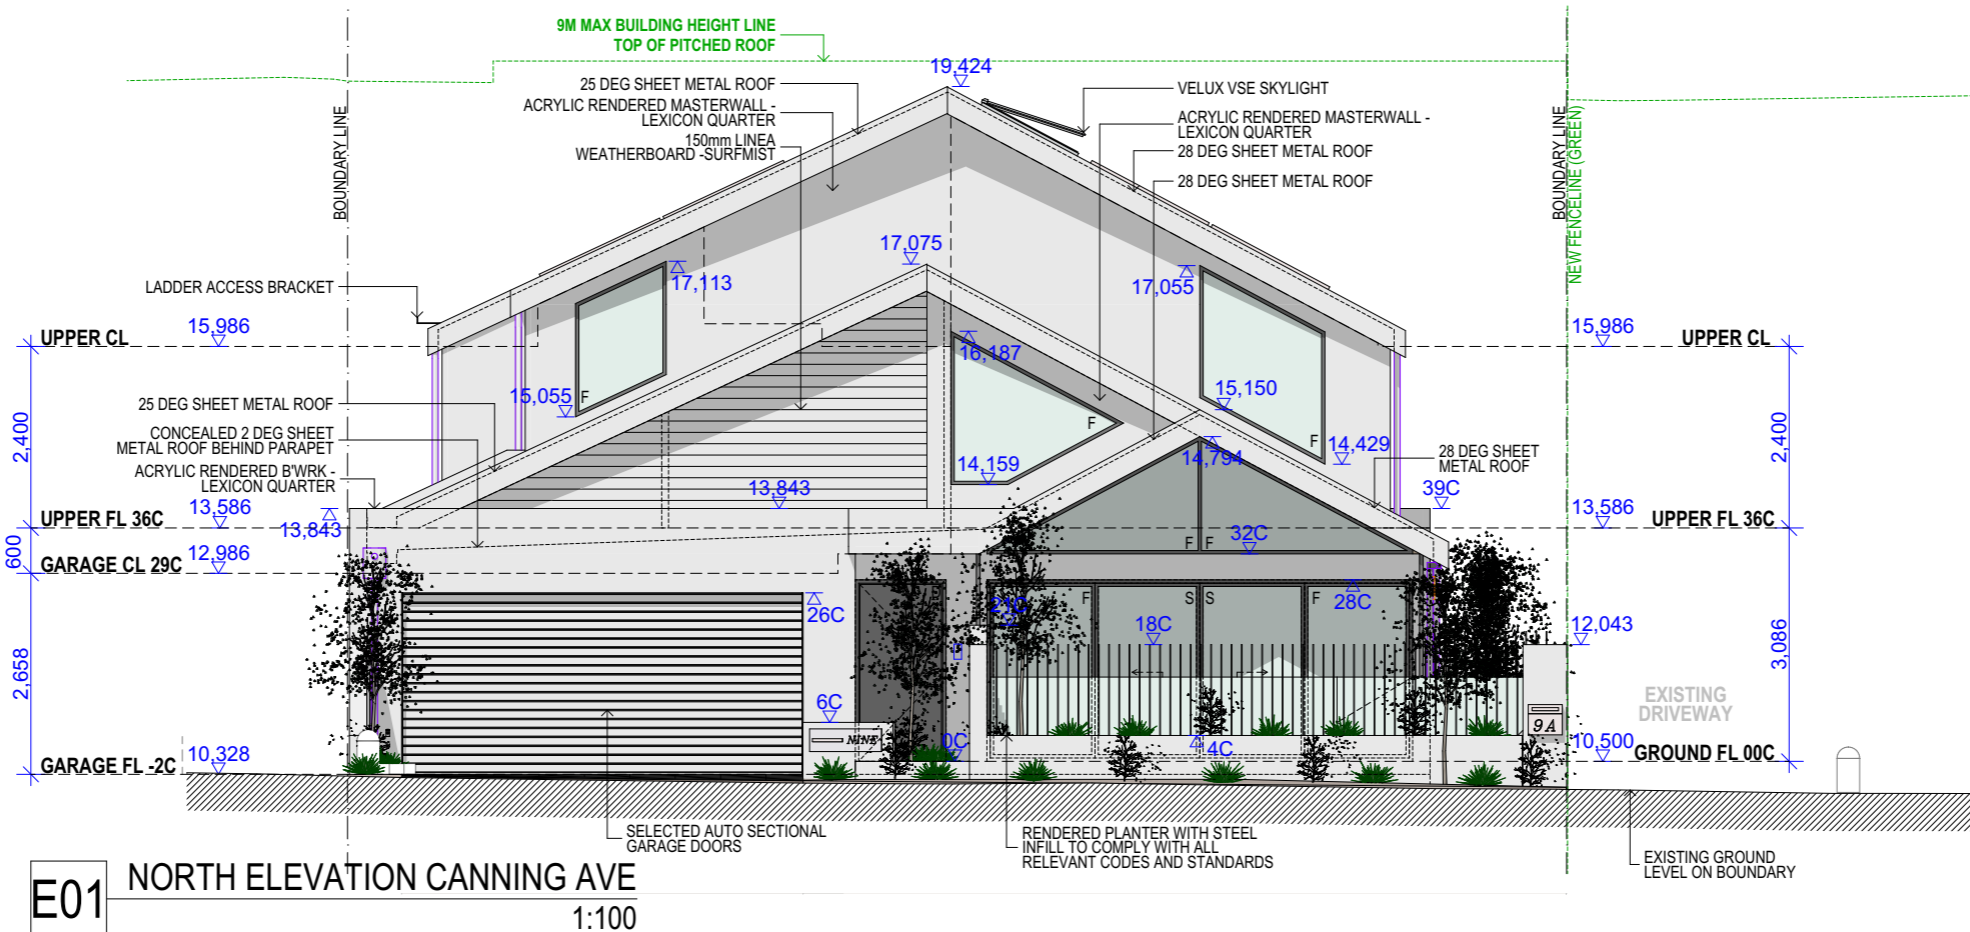 9M MAX BUILDING HEIGHT LINE
TOP OF PITCHED ROOF
19,424
25 DEG SHEET METAL ROOF
ACRYLIC RENDERED MASTERWALL -
LEXICON QUARTER
150mm LINEA
WEATHERBOARD -SURFMIST
VELUX VSE SKYLIGHT
ACRYLIC RENDERED MASTERWALL -
LEXICON QUARTER
28 DEG SHEET METAL ROOF
28 DEG SHEET METAL ROOF
BOUNDARY LINE
BOUNDARY LINE
NEW FENCELINE (GREEN)
17,075
17,113
17,055
LADDER ACCESS BRACKET
UPPER CL
15,986
15,986
UPPER CL
16,187
15,055
F
15,150
25 DEG SHEET METAL ROOF
CONCEALED 2 DEG SHEET
METAL ROOF BEHIND PARAPET
ACRYLIC RENDERED B'WRK -
LEXICON QUARTER
2,400
2,400
F
F
14,429
14,794
14,159
28 DEG SHEET
METAL ROOF
13,843
39C
UPPER FL 36C
13,586
13,843
13,586
UPPER FL 36C
600
GARAGE CL 29C
12,986
F
F
32C
26C
21C
F
S
S
F
28C
18C
12,043
2,658
3,086
6C
NINE
0C
4C
9A
EXISTING
DRIVEWAY
GARAGE FL -2C
10,328
10,500
GROUND FL 00C
SELECTED AUTO SECTIONAL
GARAGE DOORS
RENDERED PLANTER WITH STEEL
INFILL TO COMPLY WITH ALL
RELEVANT CODES AND STANDARDS
EXISTING GROUND
LEVEL ON BOUNDARY
E01
NORTH ELEVATION CANNING AVE
1:100